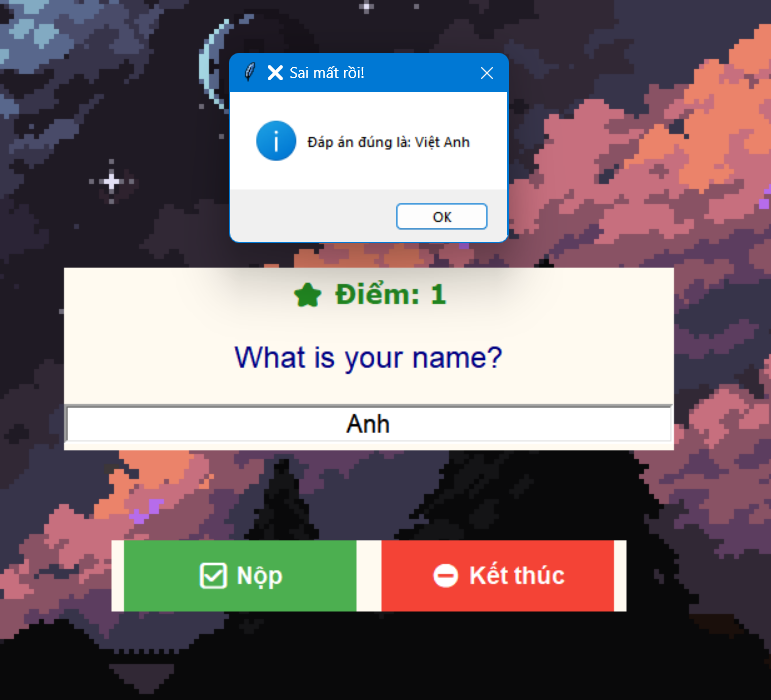 Sai mất rồi!
Đáp án đúng là: Việt Anh
OK
Điểm: 1
What is your name?
Anh
Nộp
Kết thúc